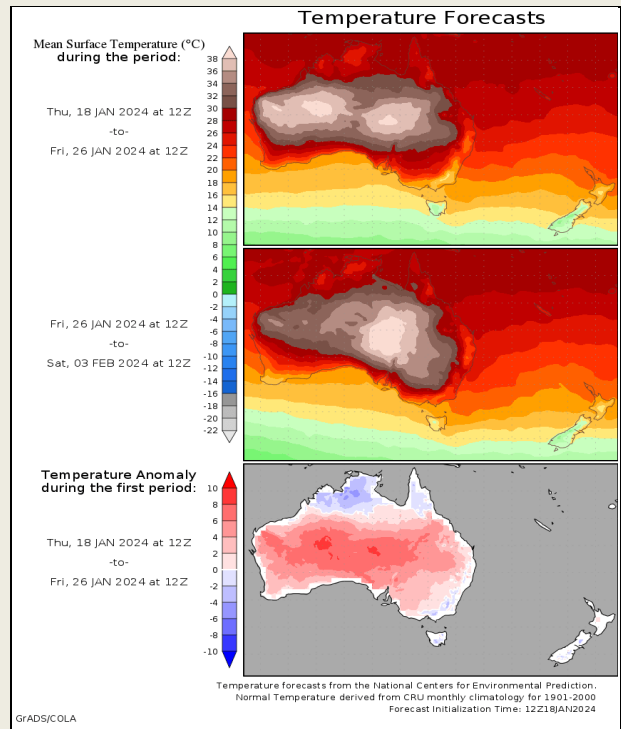 Temperature Forecasts
Mean Surface Temperature (°C)
during the period:
38
36
34
32
30
28
26
24
22
20
18
16
14
12
10
8
6
4
2
0
-2
-4
-6
-8
-10
-12
-14
-16
-18
-20
-22
Thu, 18 JAN 2024 at 12Z
-to-
Fri, 26 JAN 2024 at 12Z
Fri, 26 JAN 2024 at 12Z
-to-
Sat, 03 FEB 2024 at 12Z
Temperature Anomaly
during the first period:
10
8
6
4
2
0
-2
-4
-6
-8
-10
Thu, 18 JAN 2024 at 12Z
-to-
Fri, 26 JAN 2024 at 12Z
Temperature forecasts from the National Centers for Environmental Prediction.
Normal Temperature derived from CRU monthly climatology for 1901-2000
Forecast Initialization Time: 12Z18JAN2024
GrADS/COLA